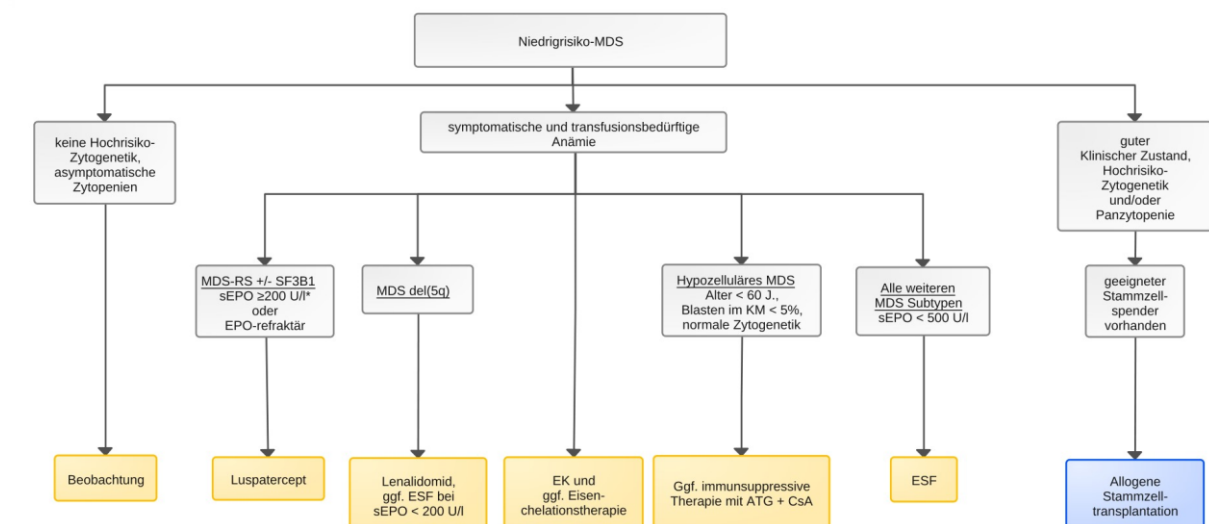 Niedrigrisiko-MDS
keine Hochrisiko-
Zytogenetik,
asymptomatische
Zytopenien
symptomatische und transfusionsbedürftige
Anämie
guter
Klinischer Zustand,
Hochrisiko-
Zytogenetik
und/oder
Panzytopenie
MDS-RS +/- SF3B1
sEPO ≥200 U/l*
oder
EPO-refraktär
MDS del(5q)
Hypozelluläres MDS
Alter < 60 J.,
Blasten im KM < 5%,
normale Zytogenetik
Alle weiteren
MDS Subtypen
sEPO < 500 U/l
geeigneter
Stammzell-
spender
vorhanden
Beobachtung
Luspatercept
Lenalidomid,
ggf. ESF bei
sEPO < 200 U/l
EK und
ggf. Eisen-
chelationstherapie
Ggf. immunsuppressive
Therapie mit ATG + CsA
ESF
Allogene
Stammzell-
transplantation